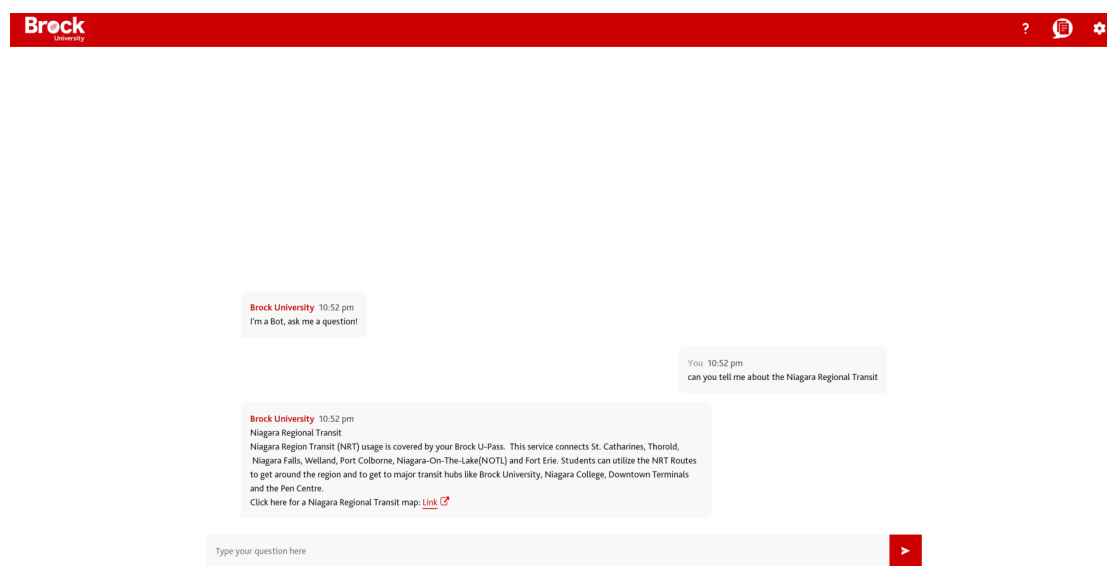 Brock
University
?
Brock University 10:52 pm
I'm a Bot, ask me a question!
You 10:52 pm
can you tell me about the Niagara Regional Transit
Brock University 10:52 pm
Niagara Regional Transit
Niagara Region Transit (NRT) usage is covered by your Brock U-Pass. This service connects St. Catharines, Thorold,
Niagara Falls, Welland, Port Colborne, Niagara-On-The-Lake(NOTL) and Fort Erie. Students can utilize the NRT Routes
to get around the region and to get to major transit hubs like Brock University, Niagara College, Downtown Terminals
and the Pen Centre.
Click here for a Niagara Regional Transit map: Link
Type your question here